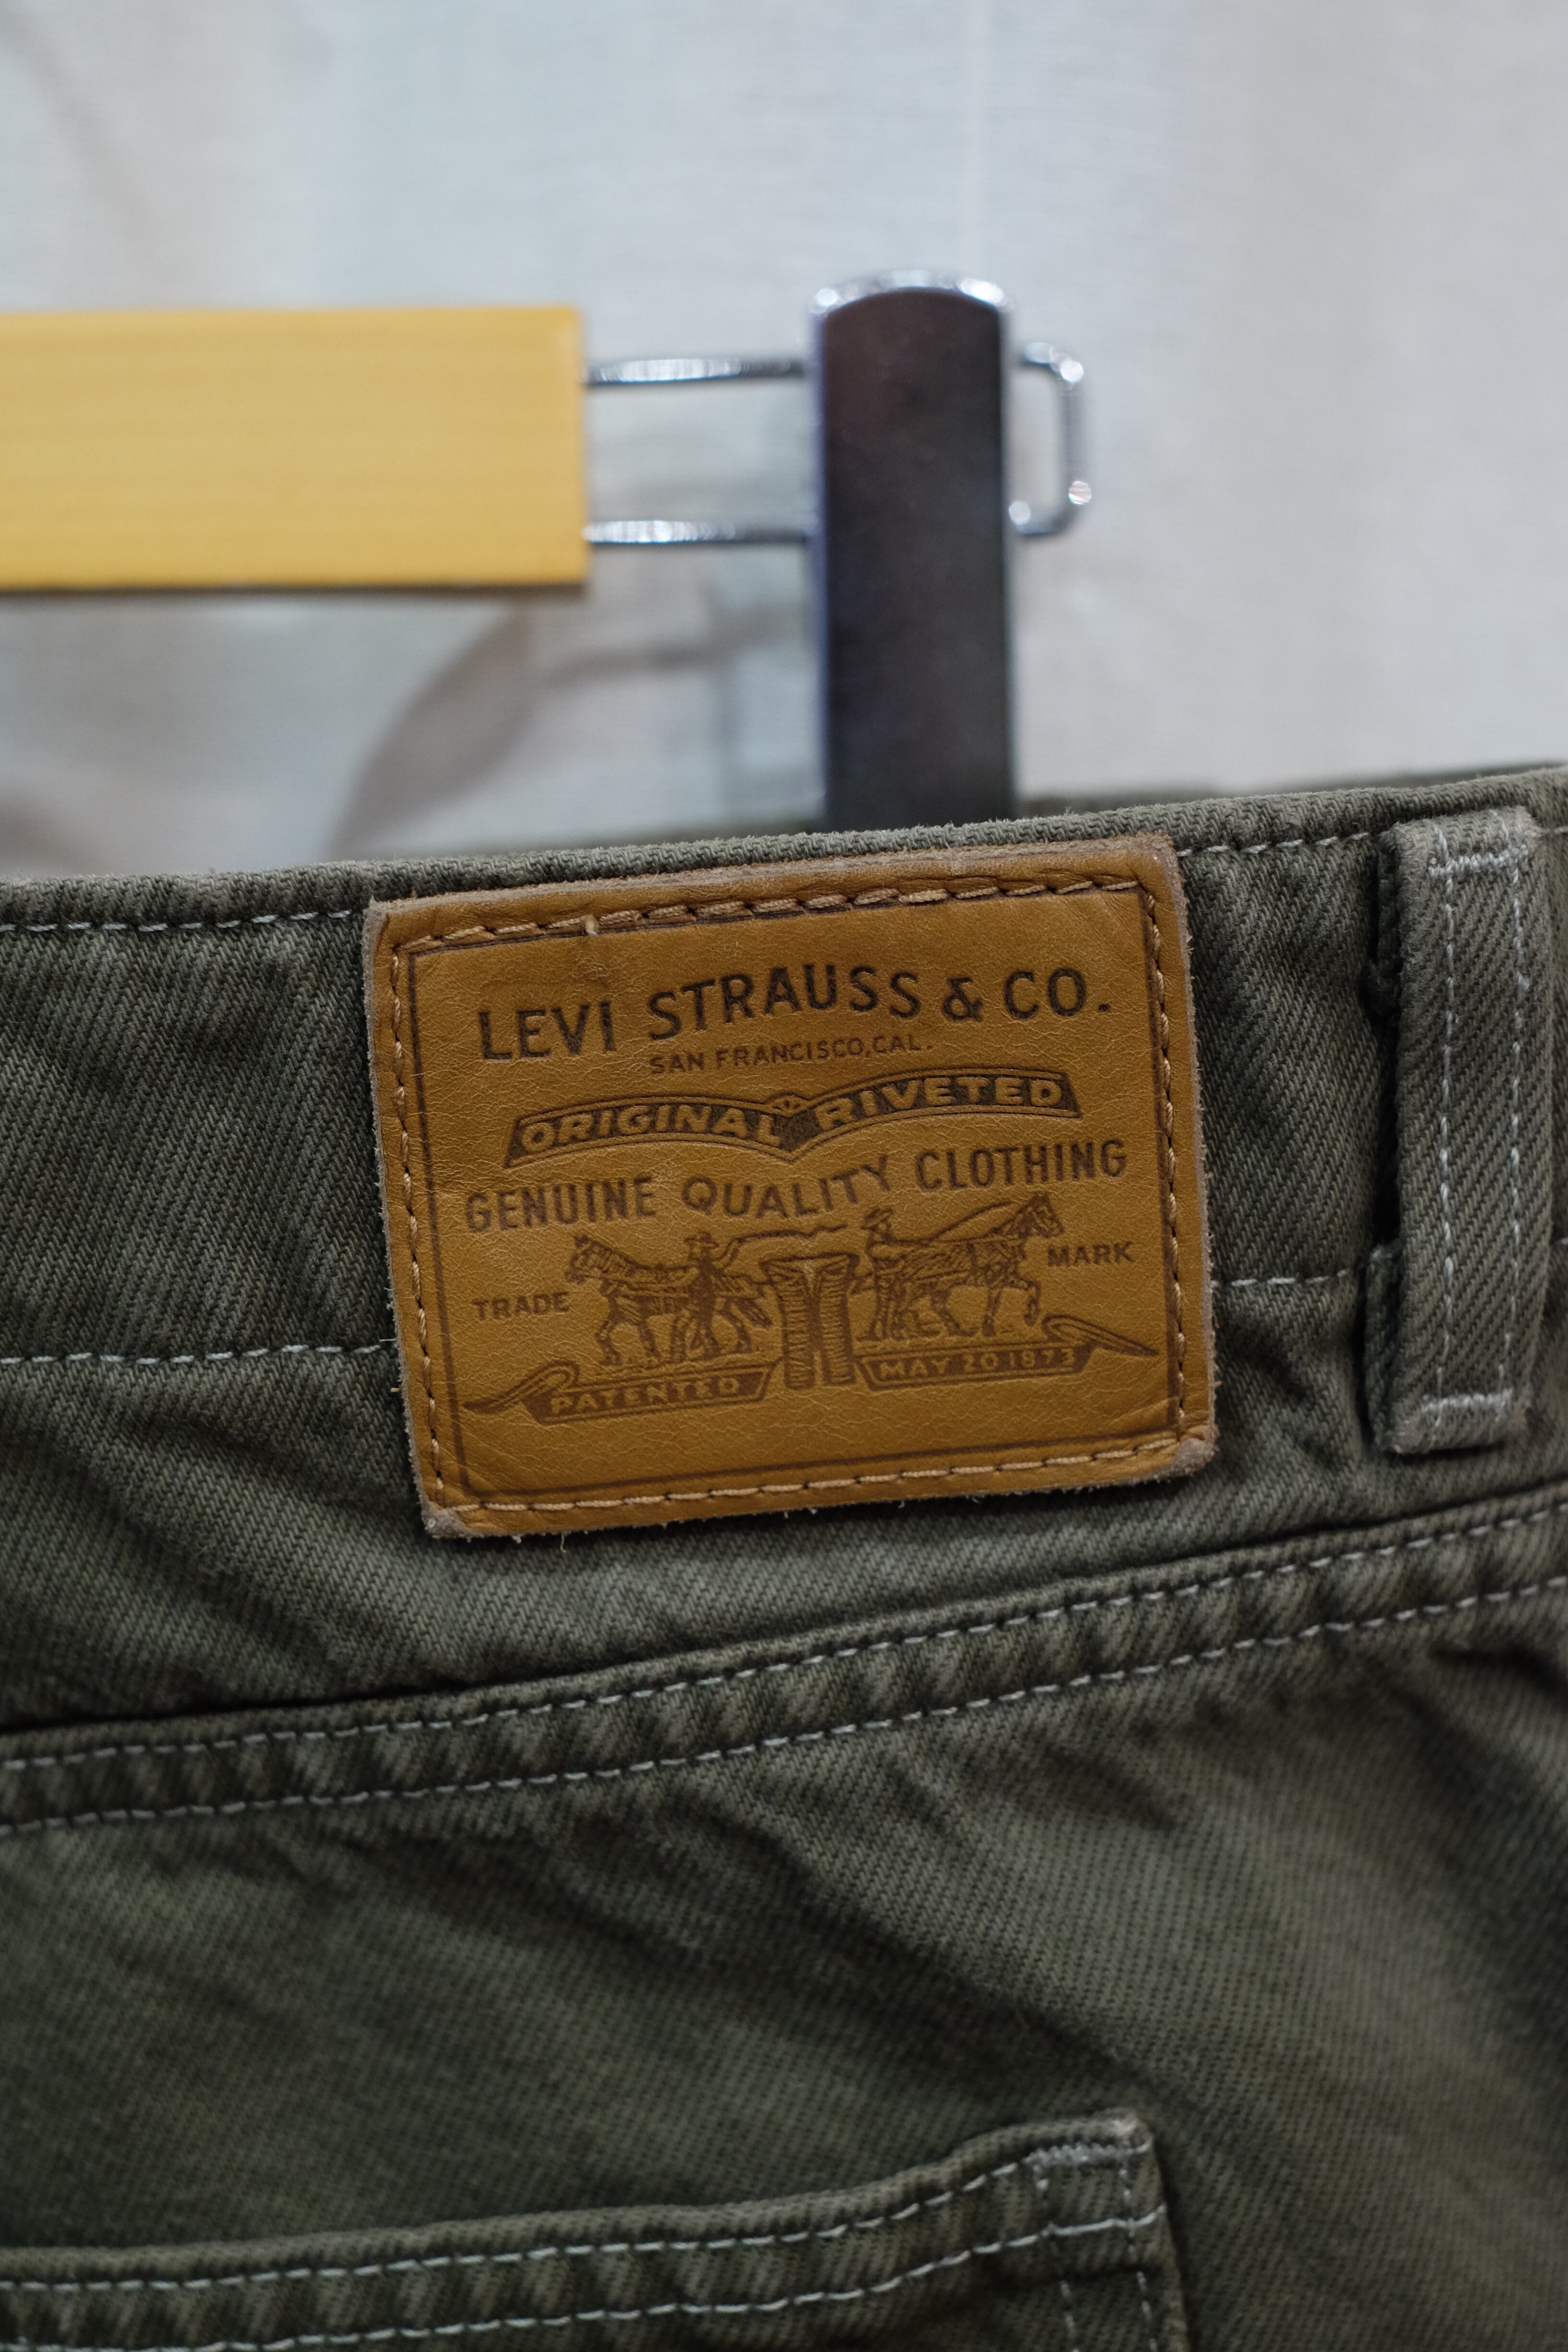 LEVI STRAUSS & CO.
SAN FRANCISCO, CAL.
ORIGINAL RIVETED
GENUINE QUALITY CLOTHING
TRADE MARK
PATENTED MAY 20 1873